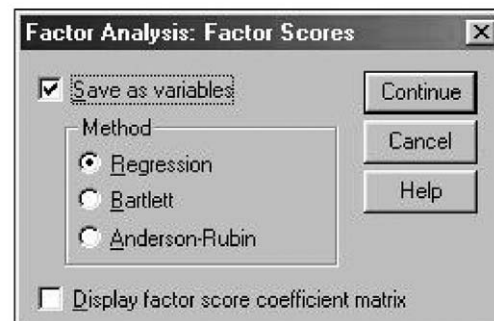 Factor Analysis: Factor Scores
Save as variables
Continue
Method
Cancel
Regression
Help
Bartlett
Anderson-Rubin
Display factor score coefficient matrix